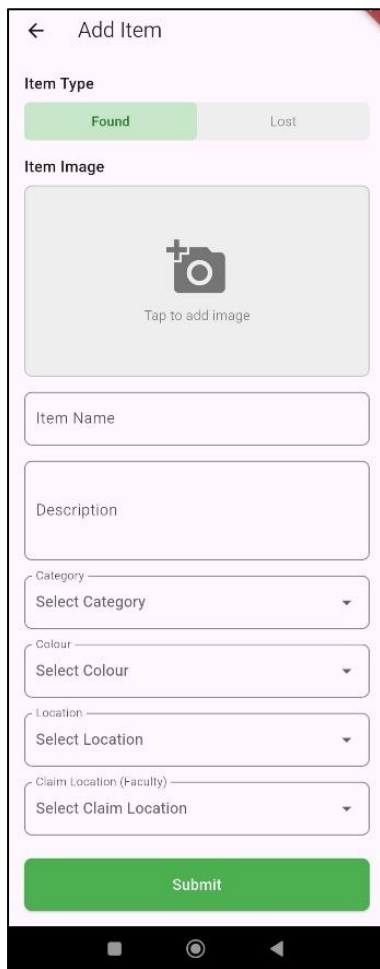 Add Item
Item Type
Found Lost
Item Image
Tap to add image
Item Name
Description
Category
Select Category
Colour
Select Colour
Location
Select Location
Claim Location (Faculty)
Select Claim Location
Submit